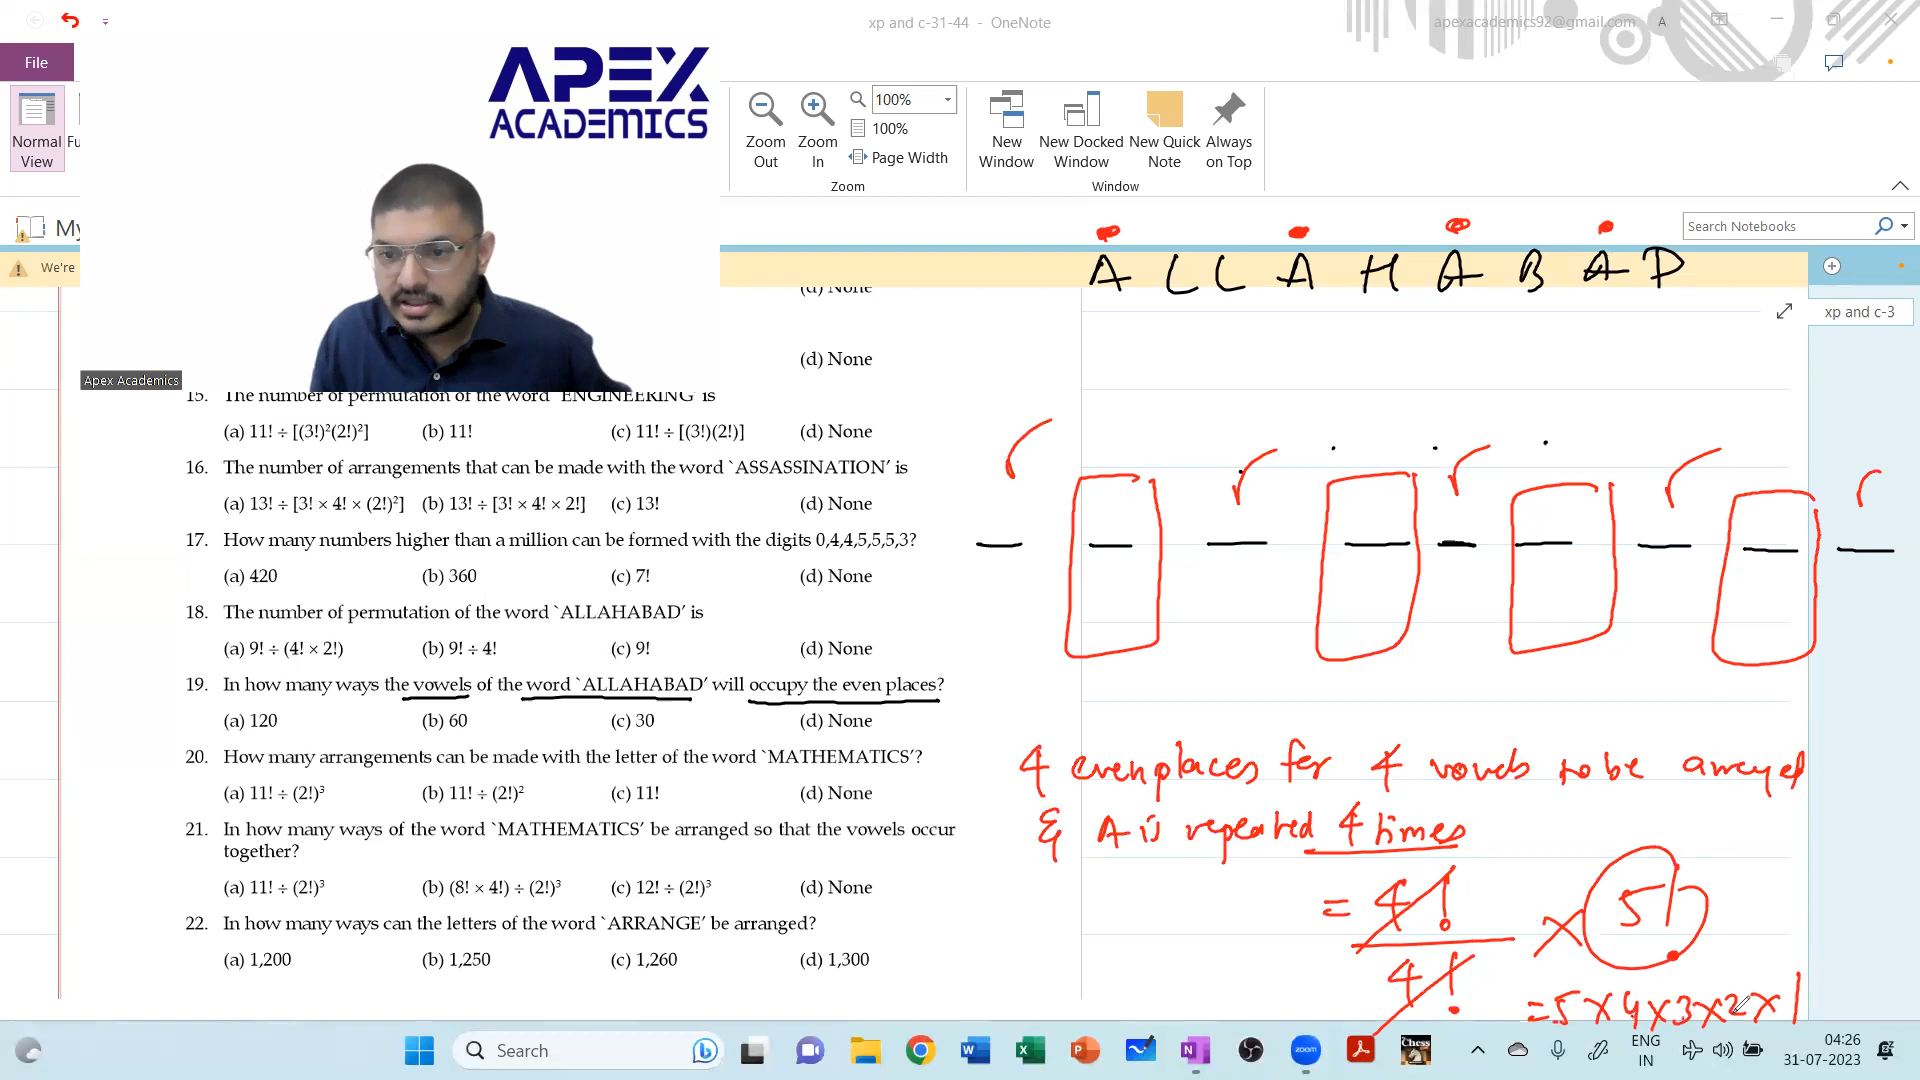 xp and c-31-44 - OneNote
apexacademics92@gmail.com A
File
APEX
ACADEMICS
Normal
View
100%
100%
Page Width
Zoom
Out
Zoom
In
Zoom
New
Window
New Docked
Window
New Quick
Note
Always
on Top
Window
My
Search Notebooks
We're
A L L A H A B A D
xp and c-3
(d) None
(d) None
Apex Academics
15. The number of permutation of the word `ENGINEERING' is
(a) 11! ÷ [(3!)²(2!)²] (b) 11! (c) 11! ÷ [(3!)(2!)] (d) None
16. The number of arrangements that can be made with the word `ASSASSINATION' is
(a) 13! ÷ [3! × 4! × (2!)²] (b) 13! ÷ [3! × 4! × 2!] (c) 13! (d) None
17. How many numbers higher than a million can be formed with the digits 0,4,4,5,5,5,3?
(a) 420 (b) 360 (c) 7! (d) None
18. The number of permutation of the word `ALLAHABAD' is
(a) 9! ÷ (4! × 2!) (b) 9! ÷ 4! (c) 9! (d) None
19. In how many ways the vowels of the word `ALLAHABAD' will occupy the even places?
(a) 120 (b) 60 (c) 30 (d) None
20. How many arrangements can be made with the letter of the word `MATHEMATICS'?
(a) 11! ÷ (2!)³ (b) 11! ÷ (2!)² (c) 11! (d) None
21. In how many ways of the word `MATHEMATICS' be arranged so that the vowels occur
together?
(a) 11! ÷ (2!)³ (b) (8! × 4!) ÷ (2!)³ (c) 12! ÷ (2!)³ (d) None
22. In how many ways can the letters of the word `ARRANGE' be arranged?
(a) 1,200 (b) 1,250 (c) 1,260 (d) 1,300
4 even places for 4 vowels to be
& A is repeated 4 times
= 4! × 5!
4!
= 5 × 4 × 3 × 2 × 1
Search
ENG
IN
04:26
31-07-2023